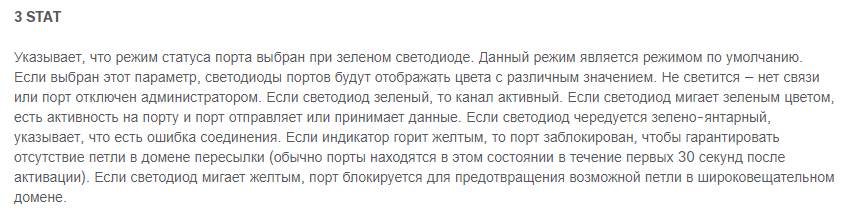 3 STAT
Указывает, что режим статуса порта выбран при зеленом светодиоде. Данный режим является режимом по умолчанию.
Если выбран этот параметр, светодиоды портов будут отображать цвета с различным значением. Не светится – нет связи
или порт отключен администратором. Если светодиод зеленый, то канал активный. Если светодиод мигает зеленым цветом,
есть активность на порту и порт отправляет или принимает данные. Если светодиод чередуется зелено-янтарный,
указывает, что есть ошибка соединения. Если индикатор горит желтым, то порт заблокирован, чтобы гарантировать
отсутствие петли в домене пересылки (обычно порты находятся в этом состоянии в течение первых 30 секунд после
активации). Если светодиод мигает желтым, порт блокируется для предотвращения возможной петли в широковещательном
домене.